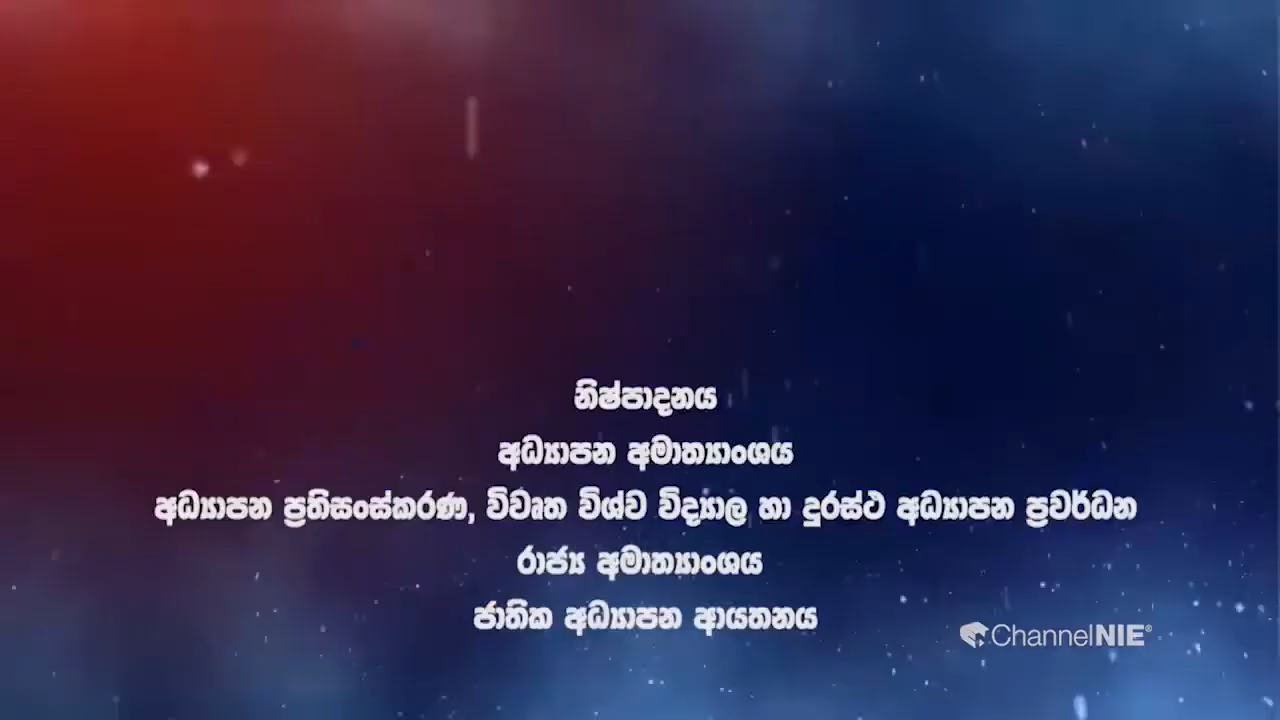 නිෂ්පාදනය
අධ්‍යාපන අමාත්‍යාංශය
අධ්‍යාපන ප්‍රතිසංස්කරණ, විවෘත විශ්ව විද්‍යාල හා දුරස්ථ අධ්‍යාපන ප්‍රවර්ධන
රාජ්‍ය අමාත්‍යාංශය
ජාතික අධ්‍යාපන ආයතනය
ChannelNIE®